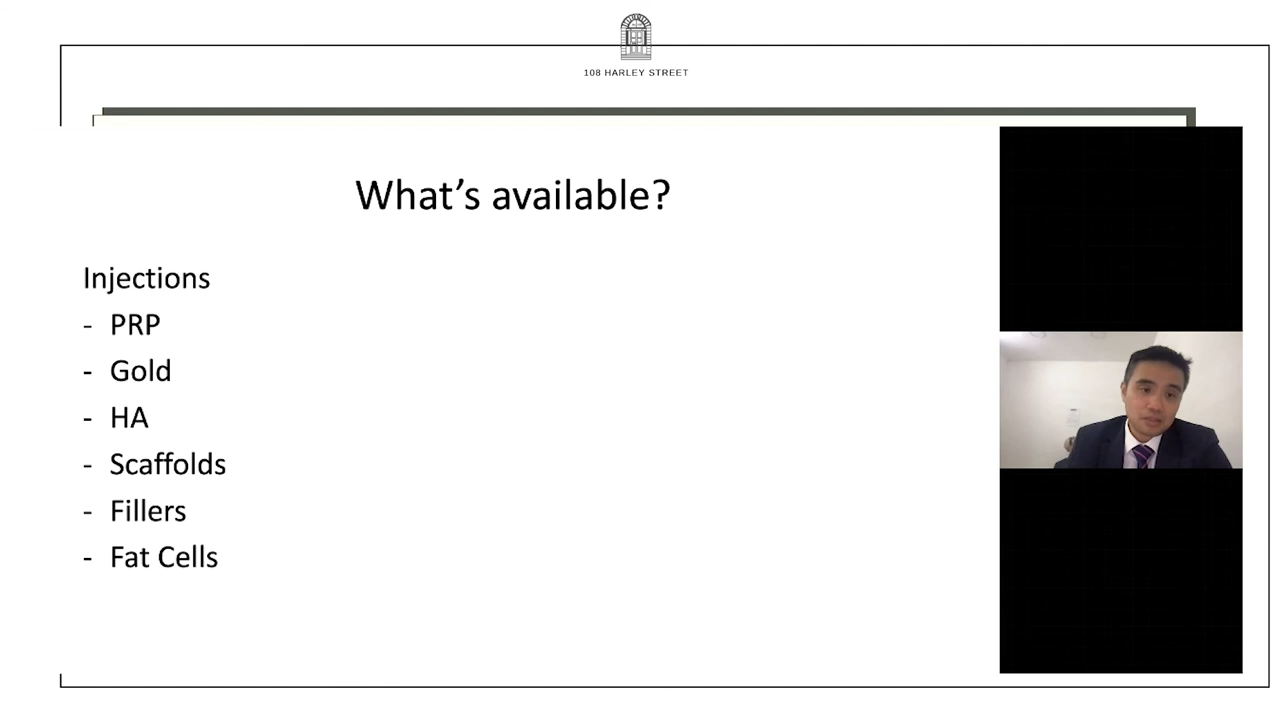 108 HARLEY STREET
What's available?
Injections
- PRP
- Gold
- HA
- Scaffolds
- Fillers
- Fat Cells